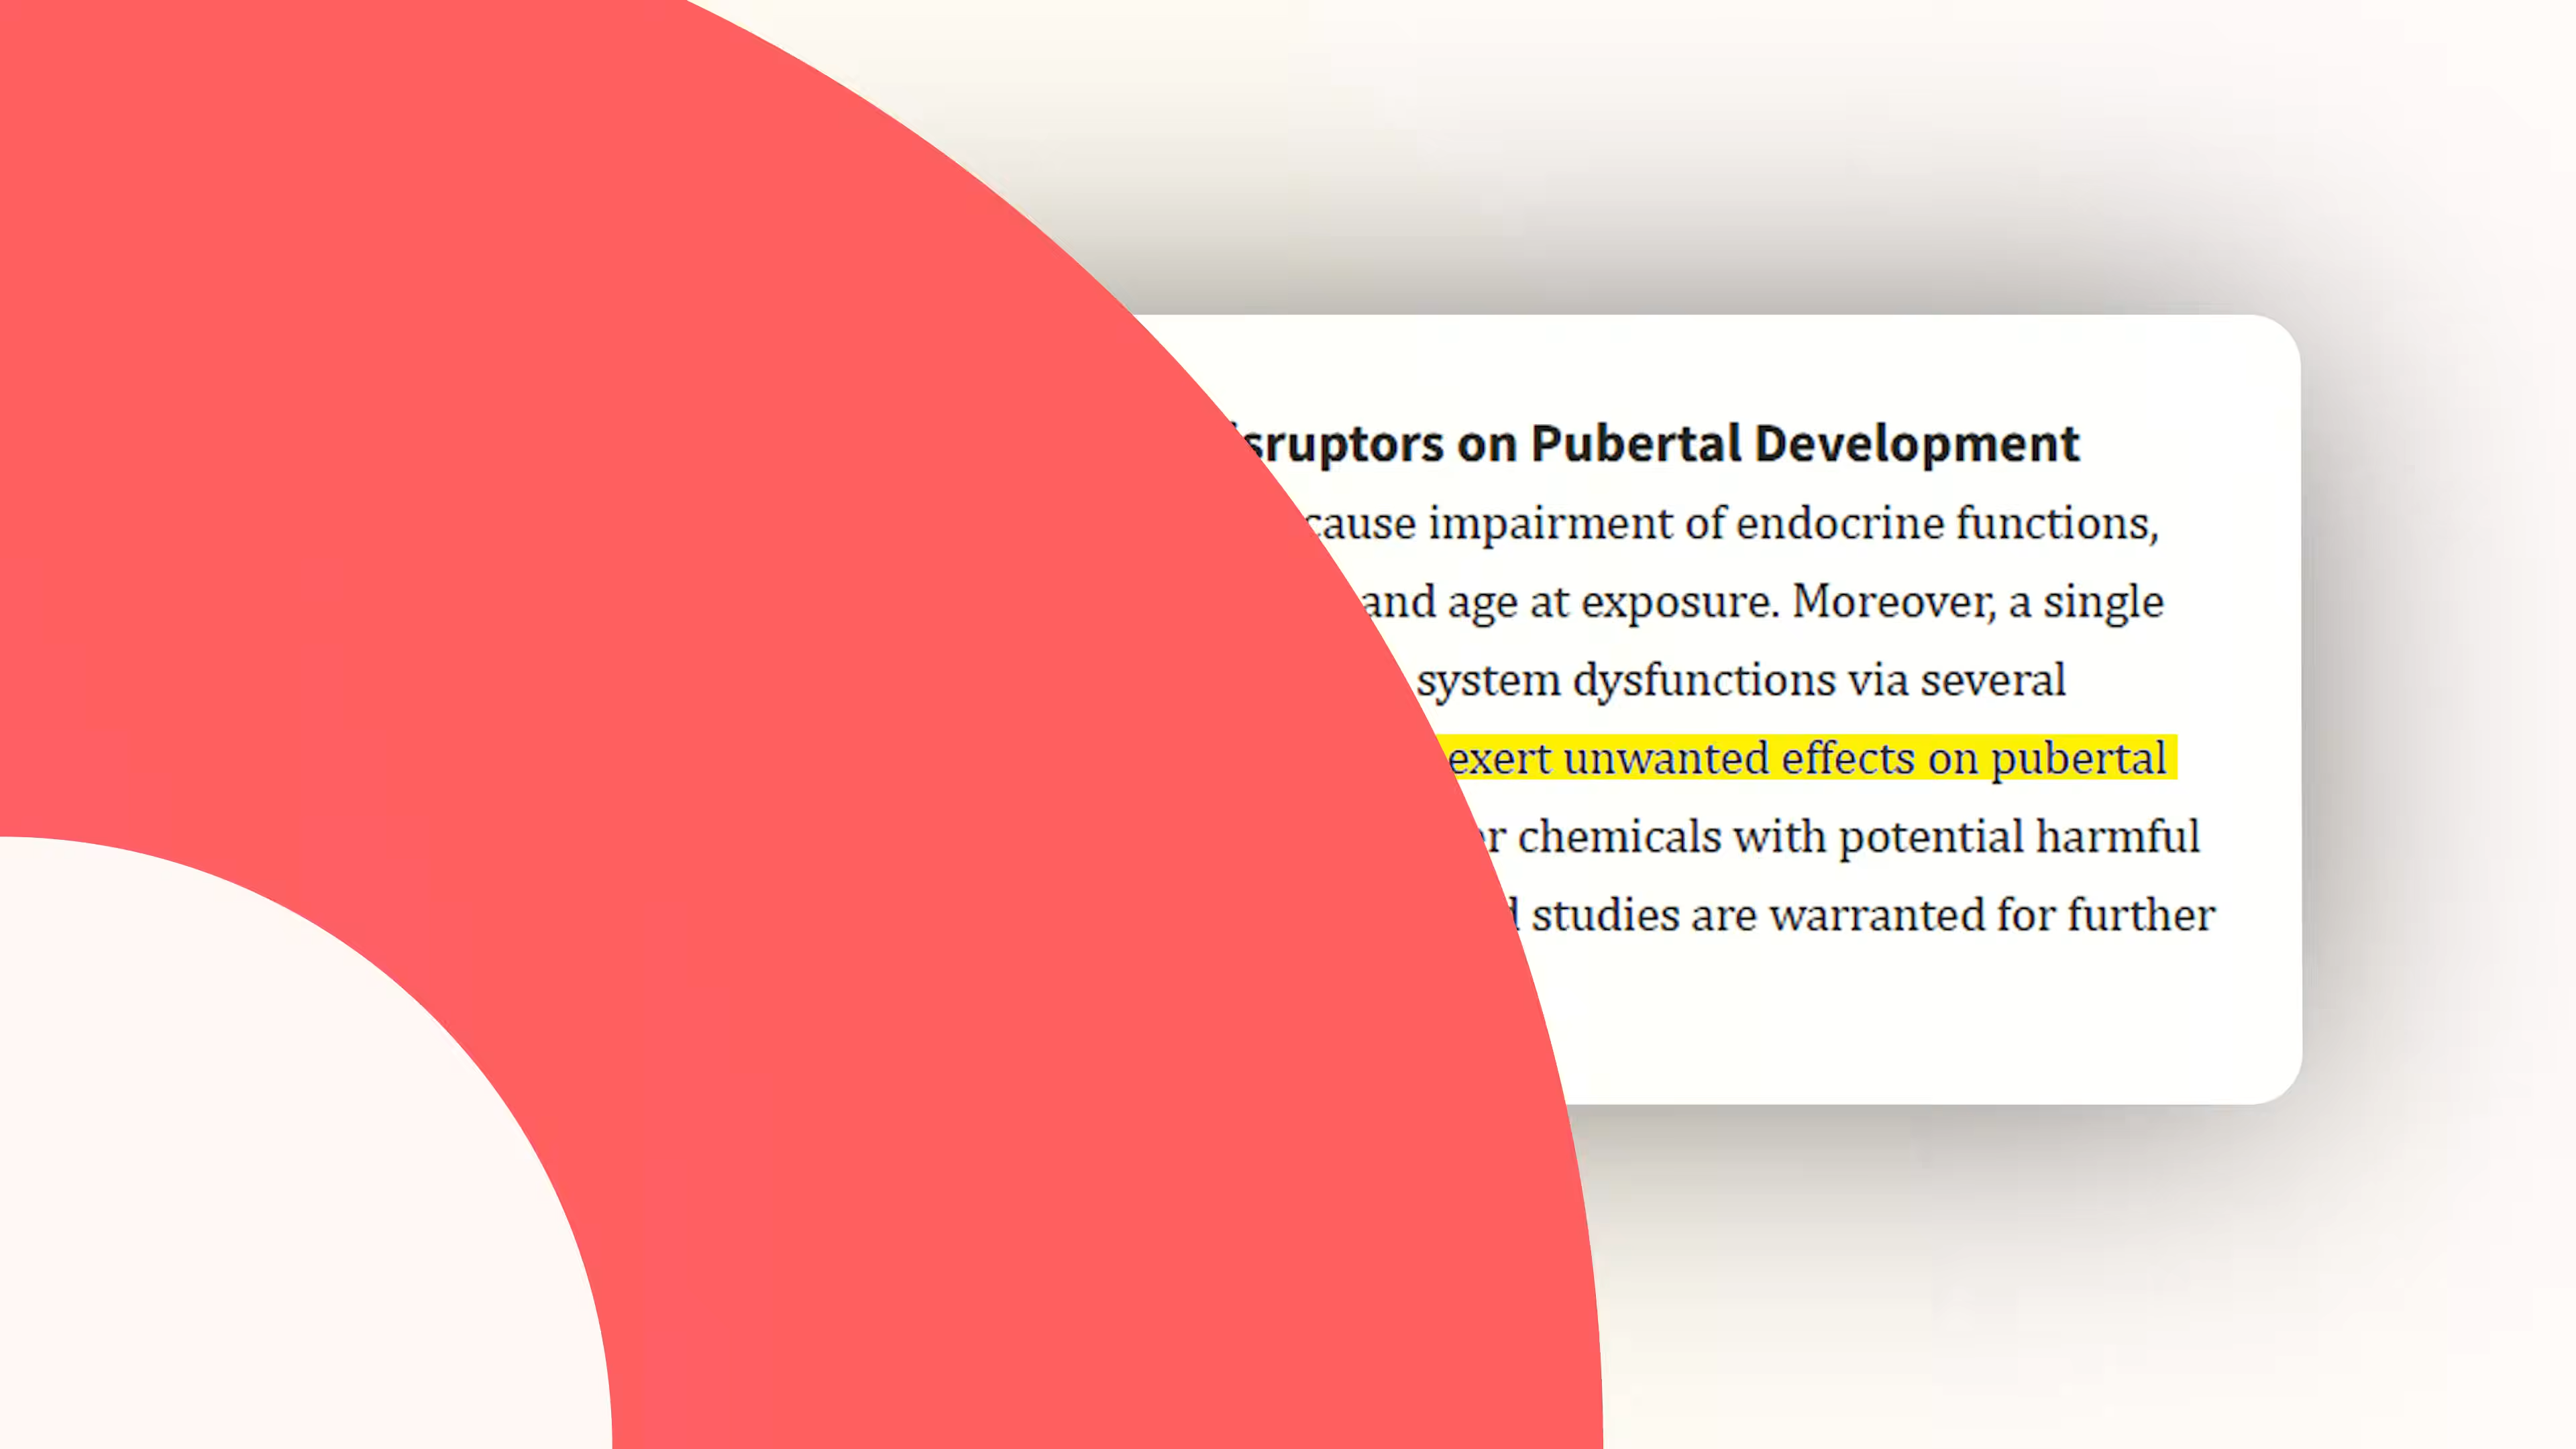 Disruptors on Pubertal Development
cause impairment of endocrine functions,
and age at exposure. Moreover, a single
system dysfunctions via several
exert unwanted effects on pubertal
chemicals with potential harmful
studies are warranted for further